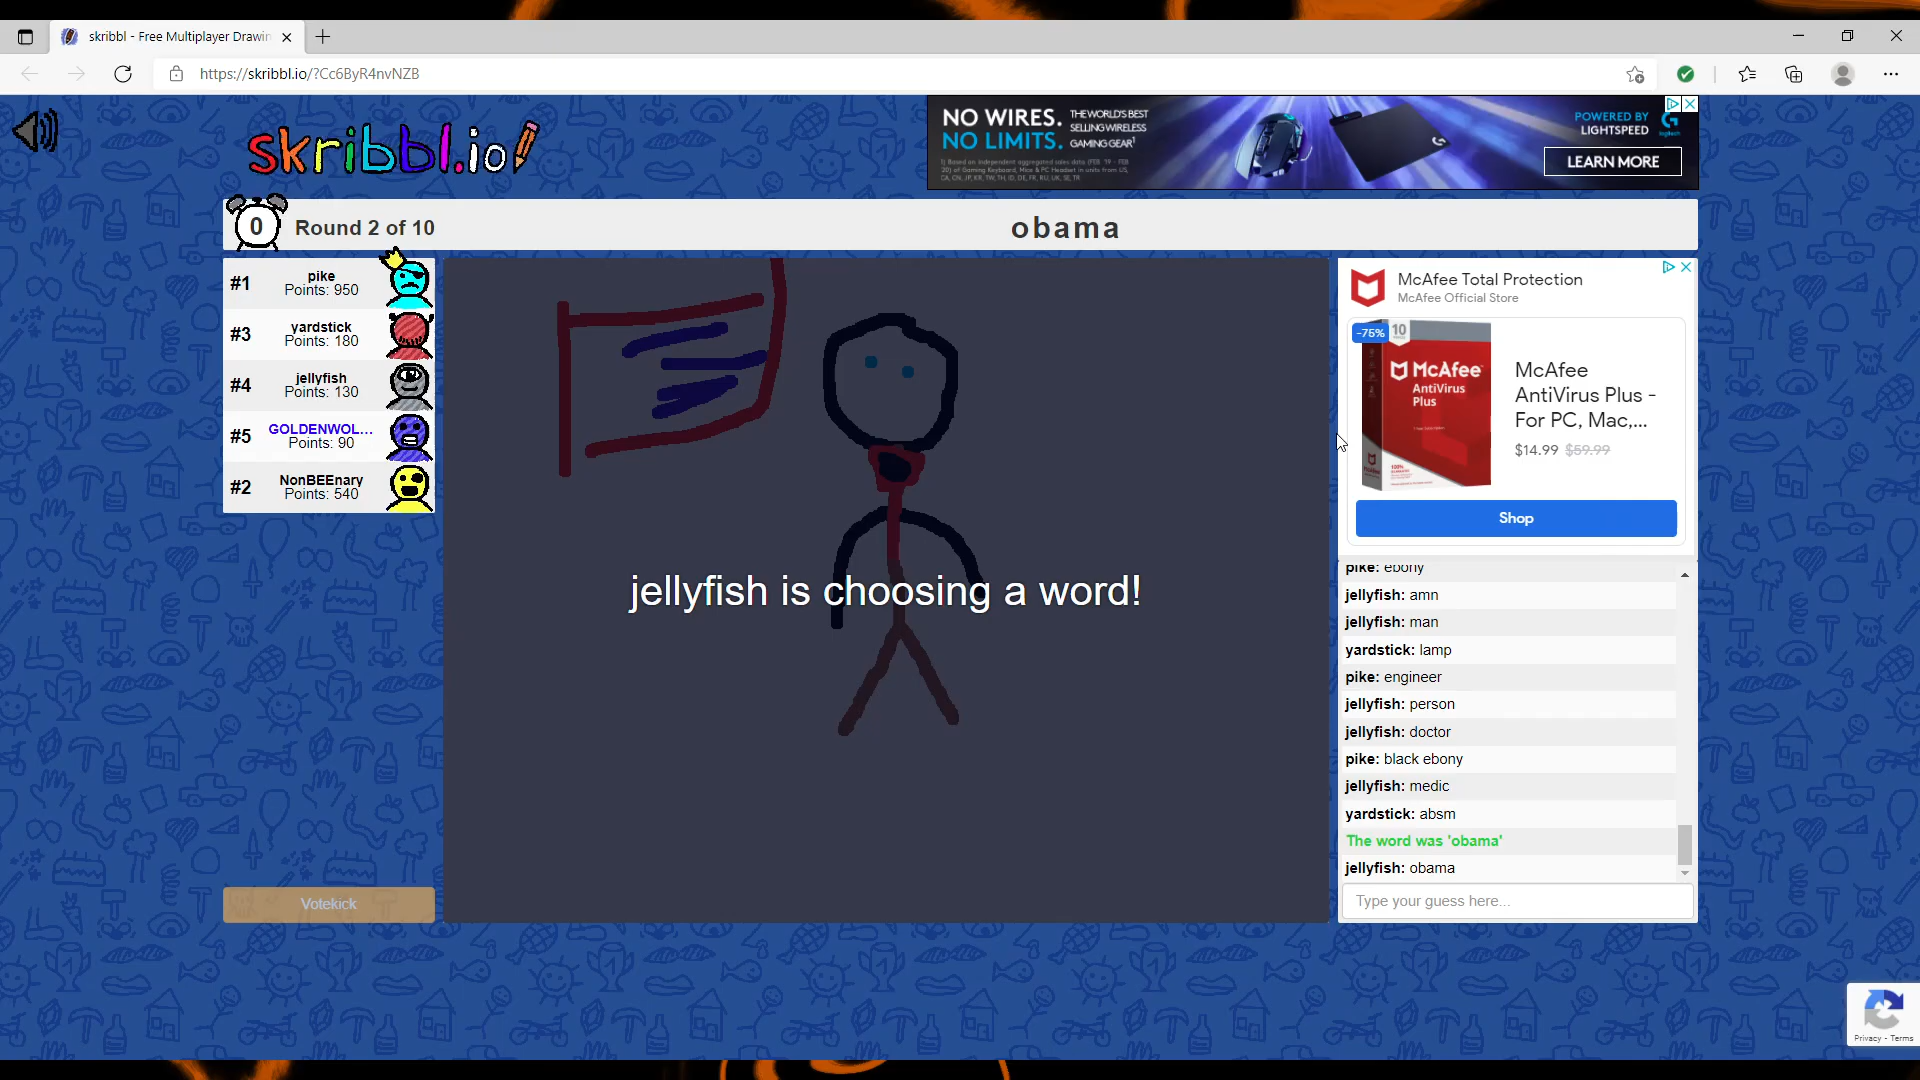 skribbl - Free Multiplayer Drawin
https://skribbl.io/?Cc6ByR4nvNZB
skribbl.io
NO WIRES.
NO LIMITS.
THE WORLD'S BEST
SELLING WIRELESS
GAMING GEAR¹
POWERED BY
LIGHTSPEED
logitech
LEARN MORE
0
Round 2 of 10
obama
#1
pike
Points: 950
#3
yardstick
Points: 180
#4
jellyfish
Points: 130
#5
GOLDENWOL...
Points: 90
#2
NonBEEnary
Points: 540
Votekick
jellyfish is choosing a word!
McAfee Total Protection
McAfee Official Store
-75%
10
McAfee
AntiVirus
Plus
McAfee
AntiVirus Plus -
For PC, Mac,...
$14.99 $59.99
Shop
pike: ebony
jellyfish: amn
jellyfish: man
yardstick: lamp
pike: engineer
jellyfish: person
jellyfish: doctor
pike: black ebony
jellyfish: medic
yardstick: absm
The word was 'obama'
jellyfish: obama
Type your guess here...
Privacy - Terms